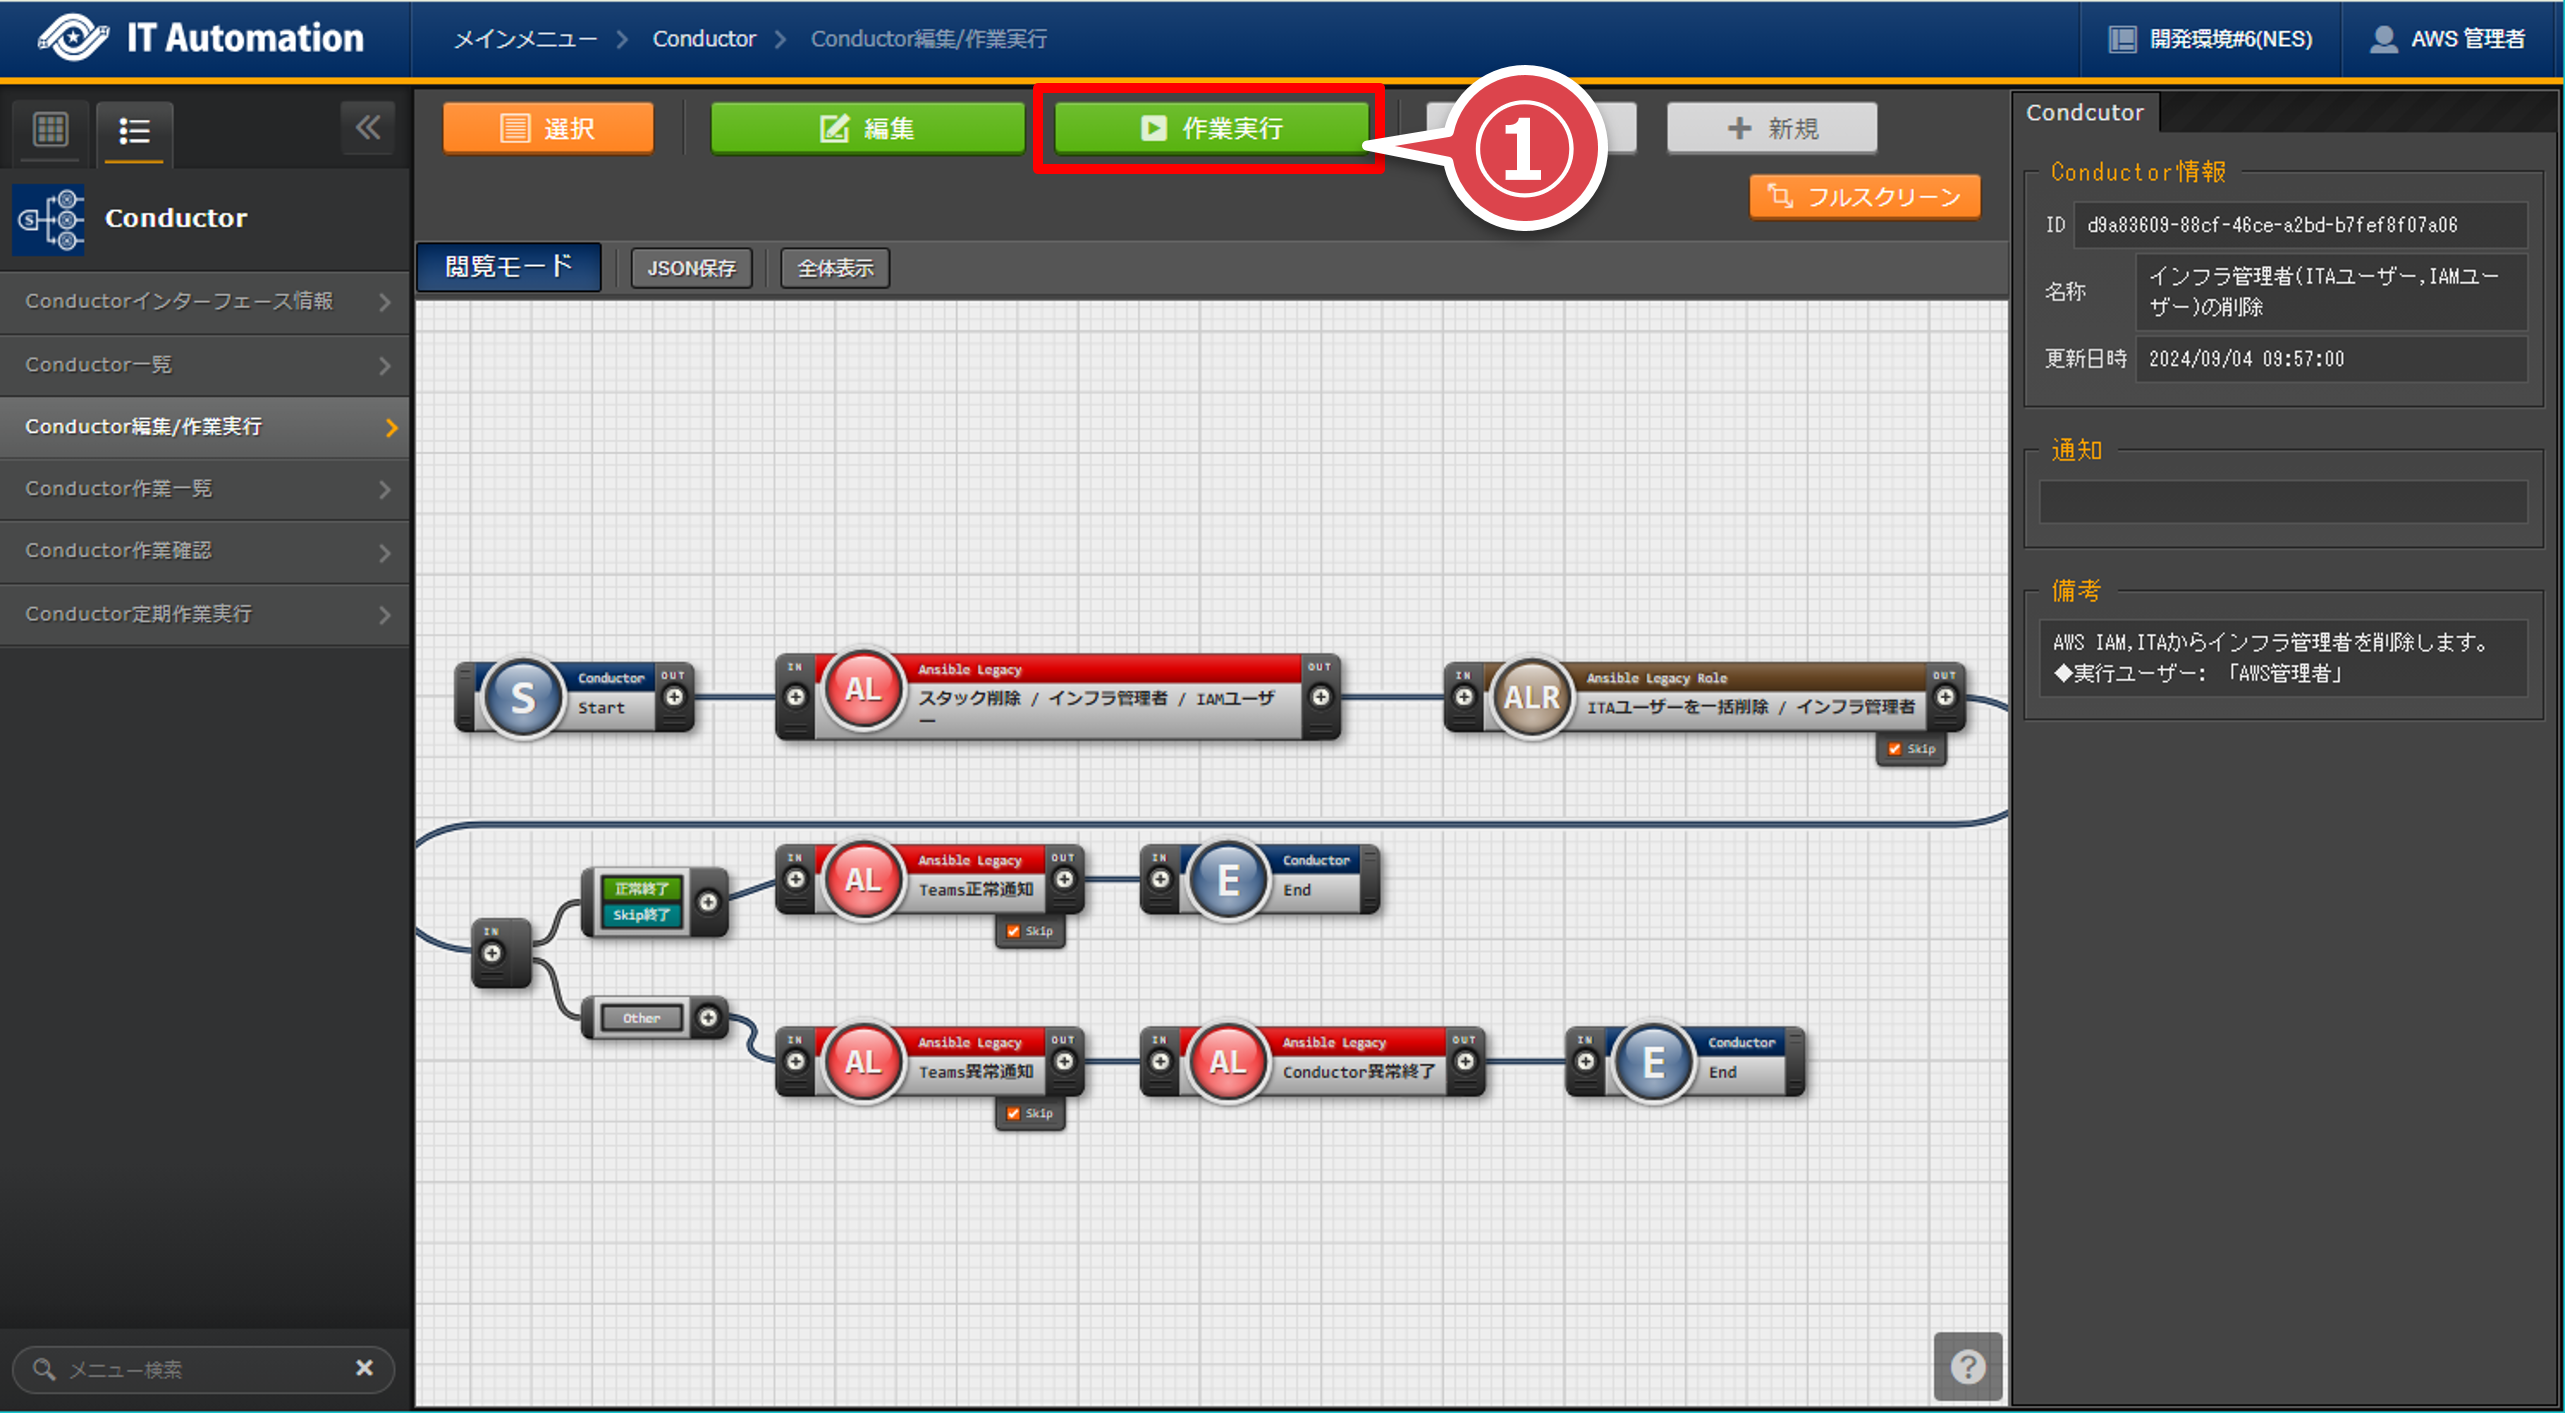 IT Automation
メインメニュー
Conductor
Conductor編集/作業実行
開発環境#6(NES)
AWS 管理者
選択
編集
作業実行
①
新規
フルスクリーン
Conductor
Conductorインターフェース情報
Conductor一覧
Conductor編集/作業実行
Conductor作業一覧
Conductor作業確認
Conductor定期作業実行
メニュー検索
閲覧モード
JSON保存
全体表示
S
Conductor
Start
OUT
IN
AL
Ansible Legacy
スタック削除 / インフラ管理者 / IAMユーザ
ー
OUT
IN
ALR
Ansible Legacy Role
ITAユーザーを一括削除 / インフラ管理者
OUT
Skip
IN
正常終了
Skip終了
Other
IN
AL
Ansible Legacy
Teams正常通知
OUT
Skip
IN
E
Conductor
End
IN
AL
Ansible Legacy
Teams異常通知
OUT
Skip
IN
AL
Ansible Legacy
Conductor異常終了
OUT
IN
E
Conductor
End
?
Condcutor
Conductor情報
ID
d9a83609-88cf-46ce-a2bd-b7fef8f07a06
名称
インフラ管理者(ITAユーザー,IAMユー
ザー)の削除
更新日時
2024/09/04 09:57:00
通知
備考
AWS IAM,ITAからインフラ管理者を削除します。
◆実行ユーザー: 「AWS管理者」